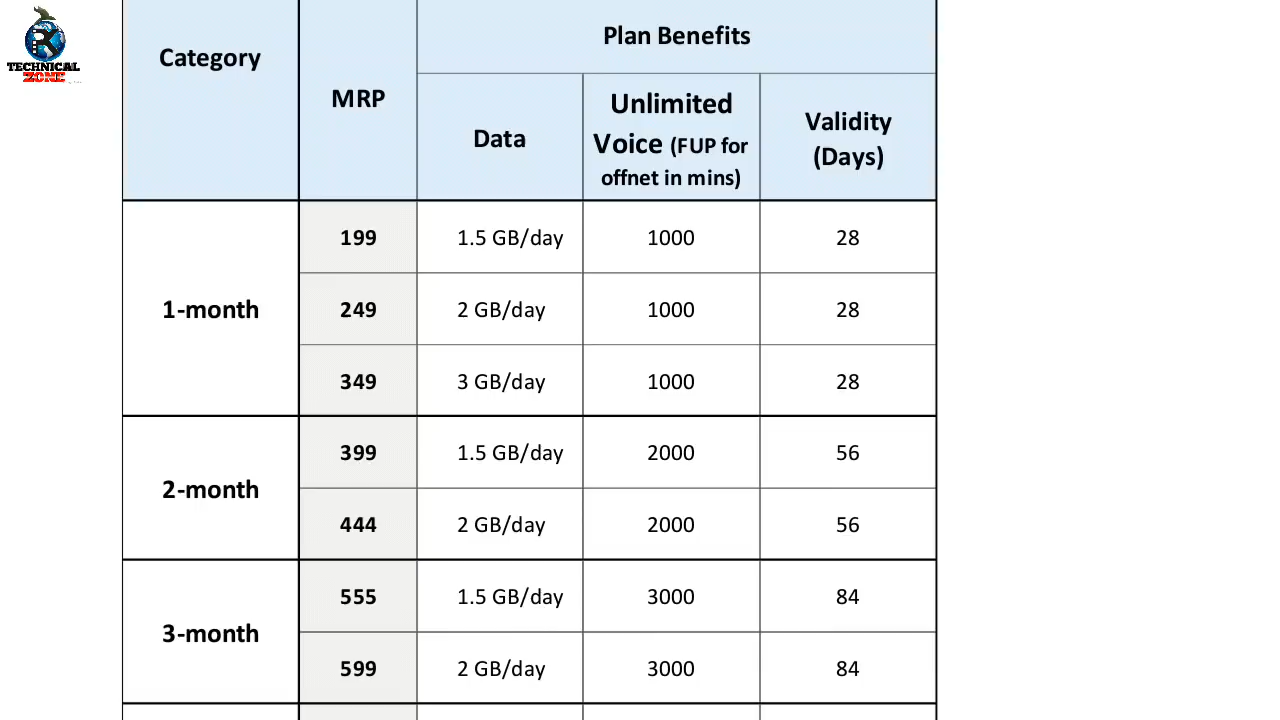 TECHNICAL
ZONE
Category
MRP
Plan Benefits
Data
Unlimited
Voice (FUP for
offnet in mins)
Validity
(Days)
1-month
199 1.5 GB/day 1000 28
249 2 GB/day 1000 28
349 3 GB/day 1000 28
2-month
399 1.5 GB/day 2000 56
444 2 GB/day 2000 56
3-month
555 1.5 GB/day 3000 84
599 2 GB/day 3000 84